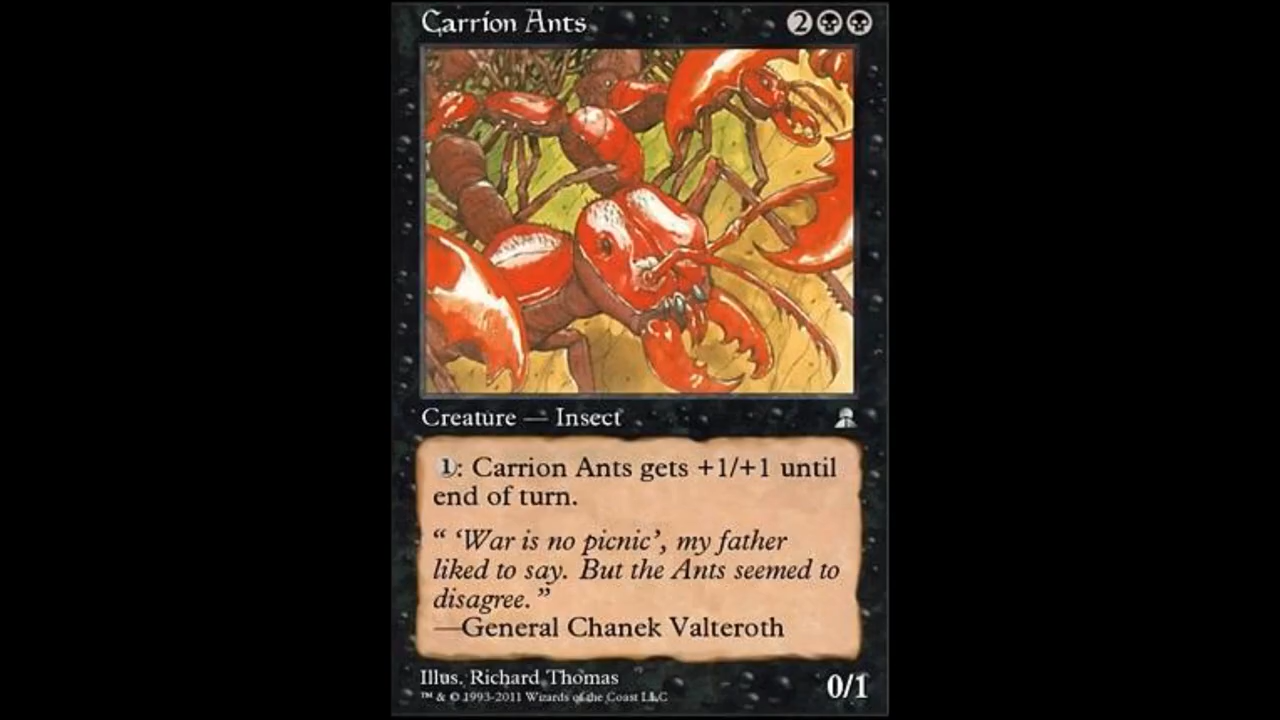 Carrion Ants 2
Creature — Insect
1: Carrion Ants gets +1/+1 until
end of turn.
“ ‘War is no picnic’, my father
liked to say. But the Ants seemed to
disagree.”
—General Chanek Valteroth
Illus. Richard Thomas
™ & © 1993-2011 Wizards of the Coast LLC
0/1